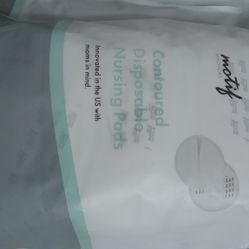 motif
Contoured
Disposable
Nursing Pads
Innovated in the US with
moms in mind.